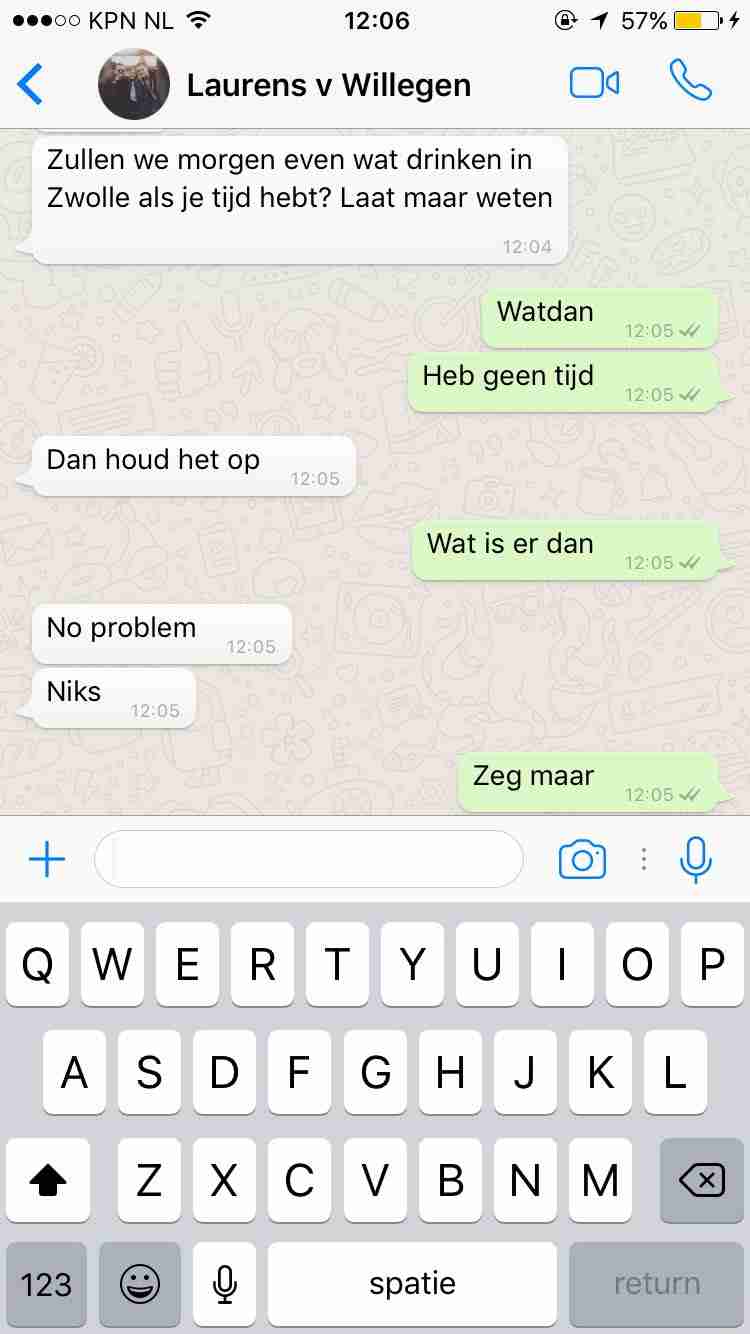 KPN NL 12:06 57%
Laurens v Willegen
Zullen we morgen even wat drinken in
Zwolle als je tijd hebt? Laat maar weten
12:04
Watdan 12:05
Heb geen tijd 12:05
Dan houd het op 12:05
Wat is er dan 12:05
No problem 12:05
Niks 12:05
Zeg maar 12:05
Q W E R T Y U I O P
A S D F G H J K L
Z X C V B N M
123 spatie return